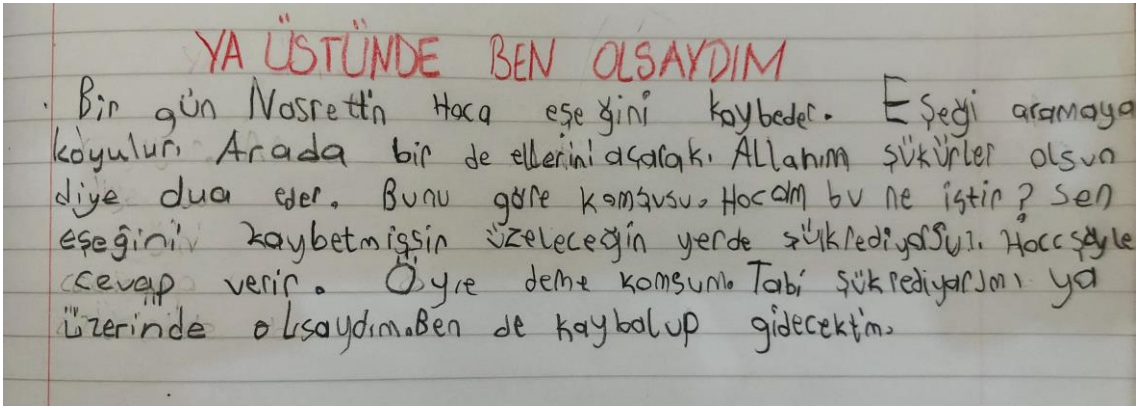 YA ÜSTÜNDE BEN OLSAYDIM
Bir gün Nasrettin Hoca eşeğini kaybeder. Eşeği aramaya
koyulur. Arada bir de ellerini açarak. Allanım şükürler olsun
diye dua eder. Bunu göre komşusu. Hocam bu ne iştir? Sen
eşeğini kaybetmişsin üzeleceğin yerde şükrediyorsun. Hoca şöyle
cevap verir. Öyle deme komşum. Tabi şükrediyorum, ya
üzerinde olsaydım. Ben de kaybolup gidecektim.